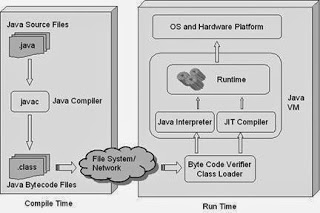 Java Source Files
.java
javac
Java Compiler
.class
Java Bytecode Files
Compile Time
File System/
Network
OS and Hardware Platform
Runtime
Java Interpreter
JIT Compiler
Java
VM
Byte Code Verifier
Class Loader
Run Time